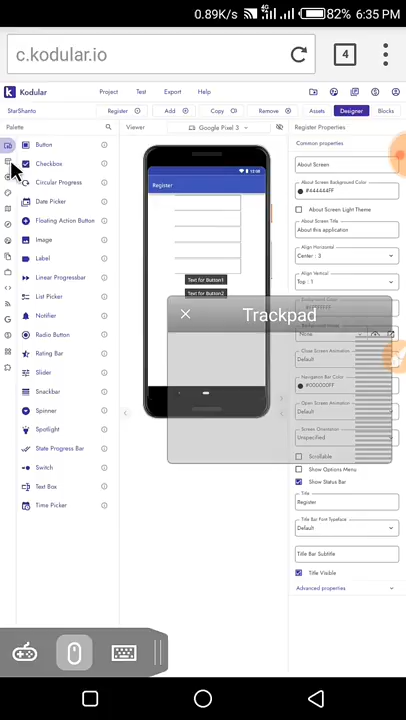 0.89K/s 4G 82% 6:35 PM
c.kodular.io 4
Kodular Project Test Export Help
StarShanto Register Add Copy Remove Assets Designer Blocks
Palette
Button
Checkbox
Circular Progress
Date Picker
Floating Action Button
Image
Label
Linear Progressbar
List Picker
Notifier
Radio Button
Rating Bar
Slider
Snackbar
Spinner
Spotlight
State Progress Bar
Switch
Text Box
Time Picker
Viewer Google Pixel 3
Register
Text for Button1
Text for Button2
Trackpad
Register Properties
Common properties
About Screen
About Screen Background Color
#444444FF
About Screen Light Theme
About Screen Title
About this application
Align Horizontal
Center : 3
Align Vertical
Top : 1
Background Color
Background Image
None...
Close Screen Animation
Default
Navigation Bar Color
#000000FF
Open Screen Animation
Default
Screen Orientation
Unspecified
Scrollable
Show Options Menu
Show Status Bar
Title
Register
Title Bar Font Typeface
Default
Title Bar Subtitle
Title Visible
Advanced properties